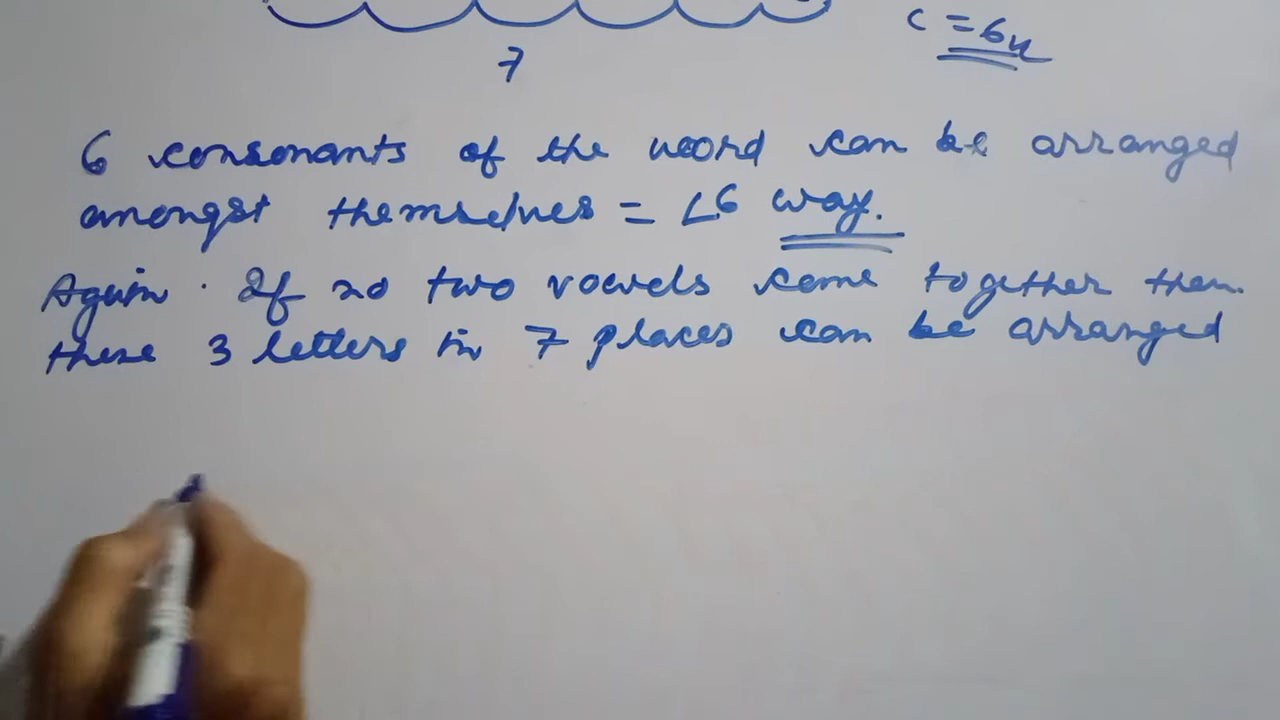 c = 6
7
6 consonants of the word can be arranged
amongst themselves = ∟6 way.
Again. If no two vowels come together then
these 3 letters in 7 places can be arranged